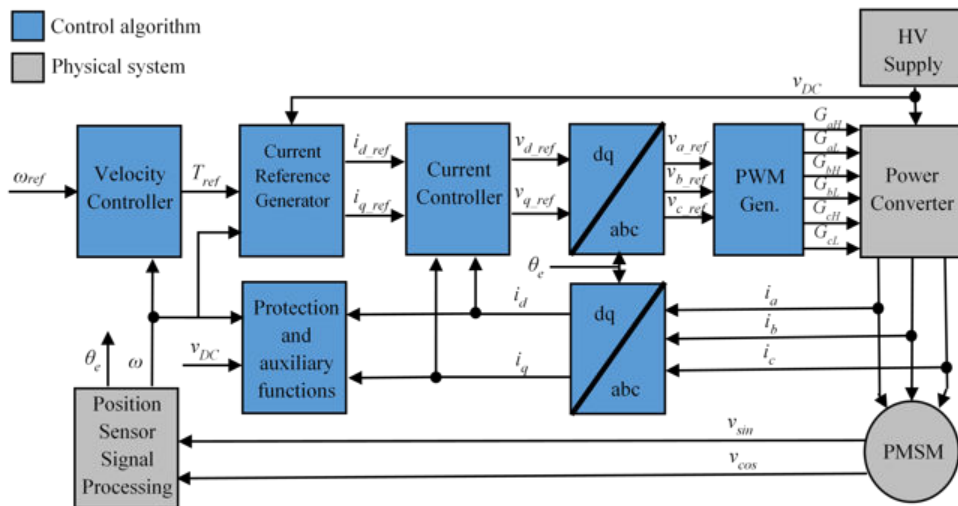 Control algorithm
Physical system
HV
Supply
v_DC
ω_ref
Velocity
Controller
T_ref
Current
Reference
Generator
i_d_ref
i_q_ref
Current
Controller
v_d_ref
v_q_ref
dq
abc
v_a_ref
v_b_ref
v_c_ref
PWM
Gen.
G_aH
G_aL
G_bH
G_bL
G_cH
G_cL
Power
Converter
θ_e
Protection
and
auxiliary
functions
i_d
i_q
dq
abc
i_a
i_b
i_c
θ_e
ω
v_DC
Position
Sensor
Signal
Processing
v_sin
v_cos
PMSM